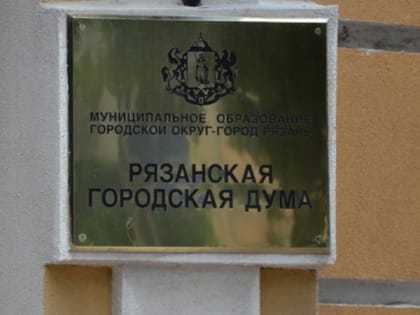 МУНИЦИПАЛЬНОЕ ОБРАЗОВАНИЕ
ГОРОДСКОЙ ОКРУГ-ГОРОД РЯЗАНЬ
РЯЗАНСКАЯ
ГОРОДСКАЯ ДУМА